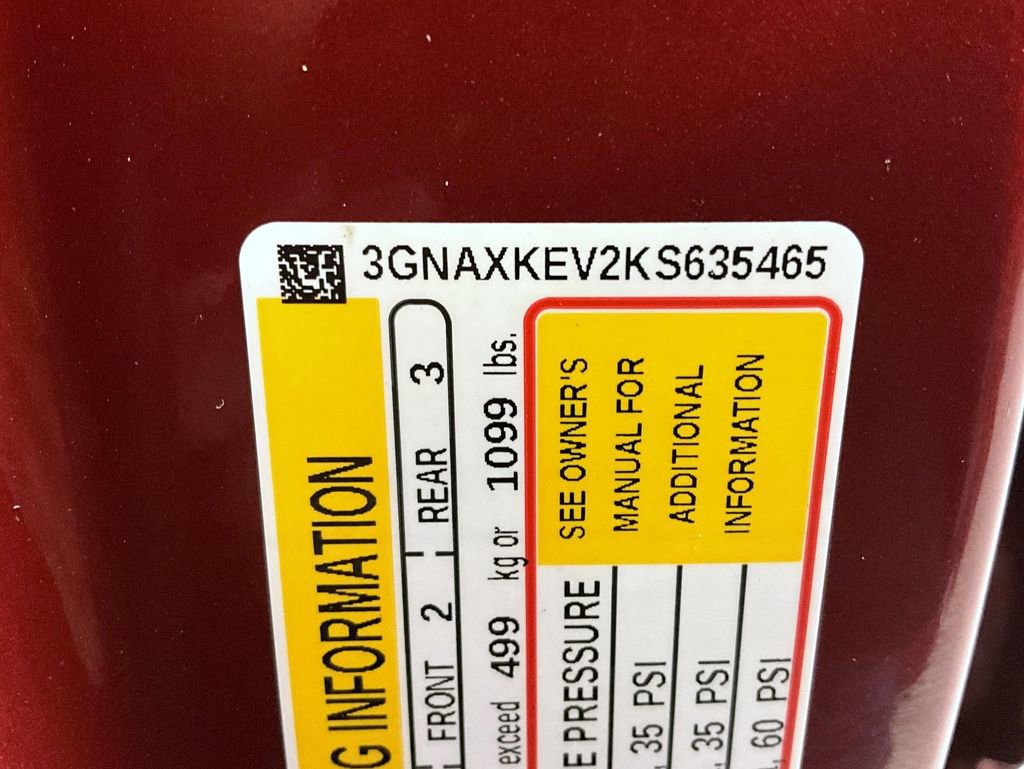 3GNAXKEV2KS635465
G INFORMATION
FRONT 2 REAR 3
exceed 499 kg or 1099 lbs.
E PRESSURE
35 PSI
35 PSI
60 PSI
SEE OWNER'S
MANUAL FOR
ADDITIONAL
INFORMATION